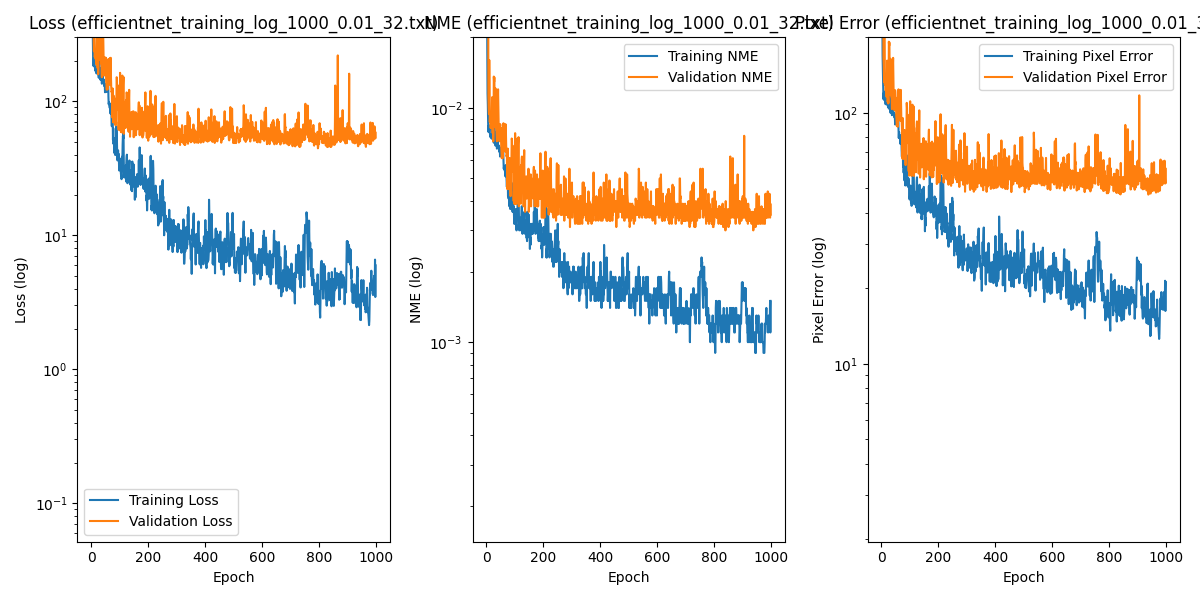 Loss (efficientnet_training_log_1000_0.01_32.txt)
NME (efficientnet_training_log_1000_0.01_32.txt)
Pixel Error (efficientnet_training_log_1000_0.01_3
Loss (log)
10²
10¹
10⁰
10⁻¹
Training Loss
Validation Loss
0 200 400 600 800 1000
Epoch
NME (log)
10⁻²
10⁻³
Training NME
Validation NME
0 200 400 600 800 1000
Epoch
Pixel Error (log)
10²
10¹
Training Pixel Error
Validation Pixel Error
0 200 400 600 800 1000
Epoch